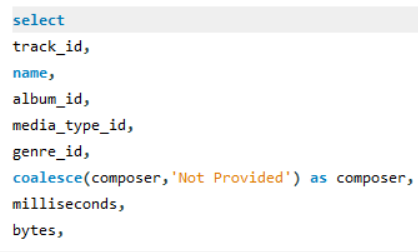 select
track_id,
name,
album_id,
media_type_id,
genre_id,
coalesce(composer,'Not Provided') as composer,
milliseconds,
bytes,